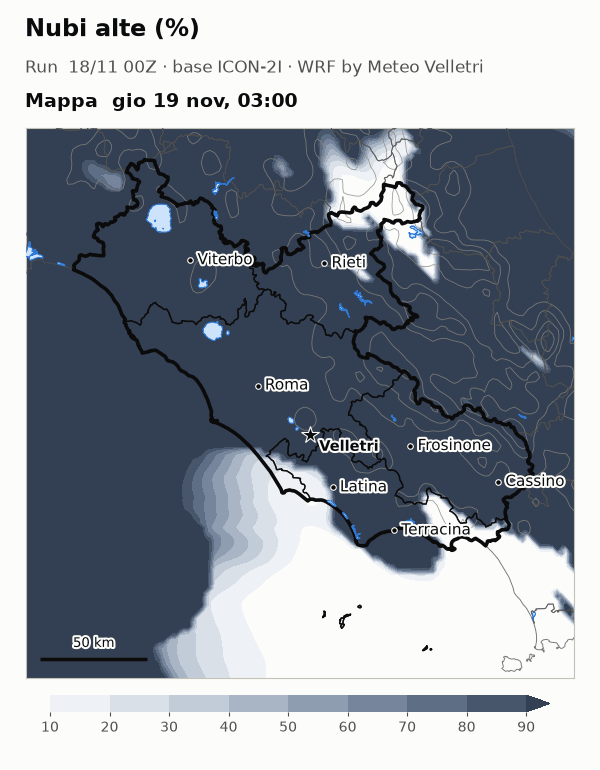 Nubi alte (%)
Run 18/11 00Z · base ICON-2I · WRF by Meteo Velletri
Mappa gio 19 nov, 03:00
Viterbo
Rieti
Roma
Velletri
Frosinone
Latina
Cassino
Terracina
50 km
10 20 30 40 50 60 70 80 90